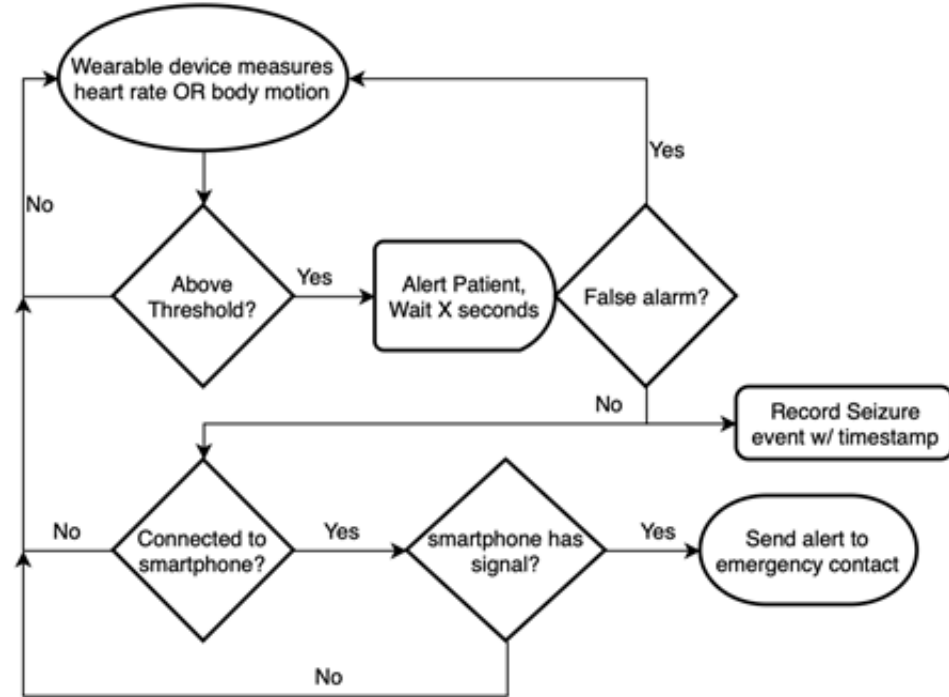 Wearable device measures
heart rate OR body motion
Yes
No
Above
Threshold?
Yes
Alert Patient,
Wait X seconds
False alarm?
No
Record Seizure
event w/ timestamp
No
Connected to
smartphone?
Yes
smartphone has
signal?
Yes
Send alert to
emergency contact
No